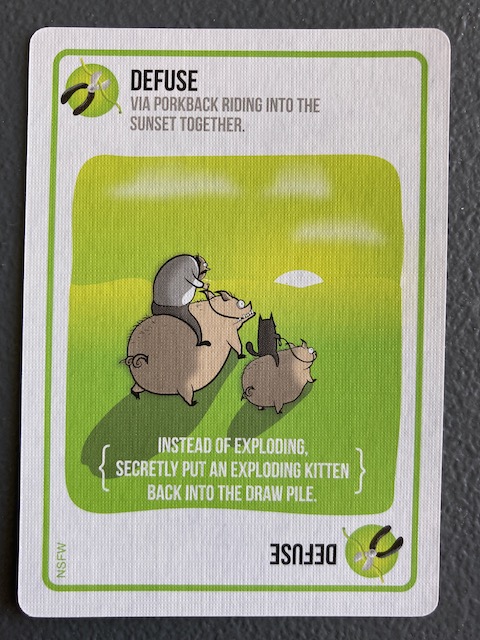 DEFUSE
VIA PORKBACK RIDING INTO THE
SUNSET TOGETHER.
INSTEAD OF EXPLODING,
SECRETLY PUT AN EXPLODING KITTEN
BACK INTO THE DRAW PILE.
NSFW
DEFUSE